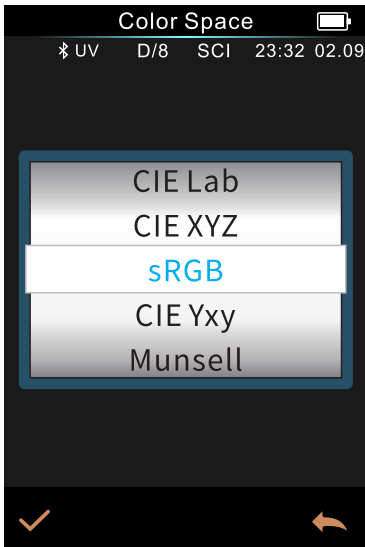 Color Space
UV D/8 SCI 23:32 02.09
CIE Lab
CIE XYZ
sRGB
CIE Yxy
Munsell